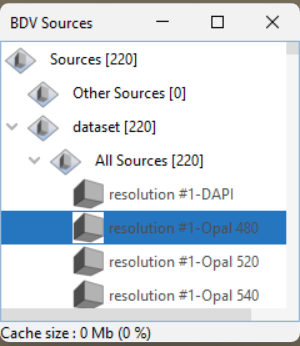 BDV Sources
Sources [220]
Other Sources [0]
dataset [220]
All Sources [220]
resolution #1-DAPI
resolution #1-Opal 480
resolution #1-Opal 520
resolution #1-Opal 540
Cache size : 0 Mb (0 %)